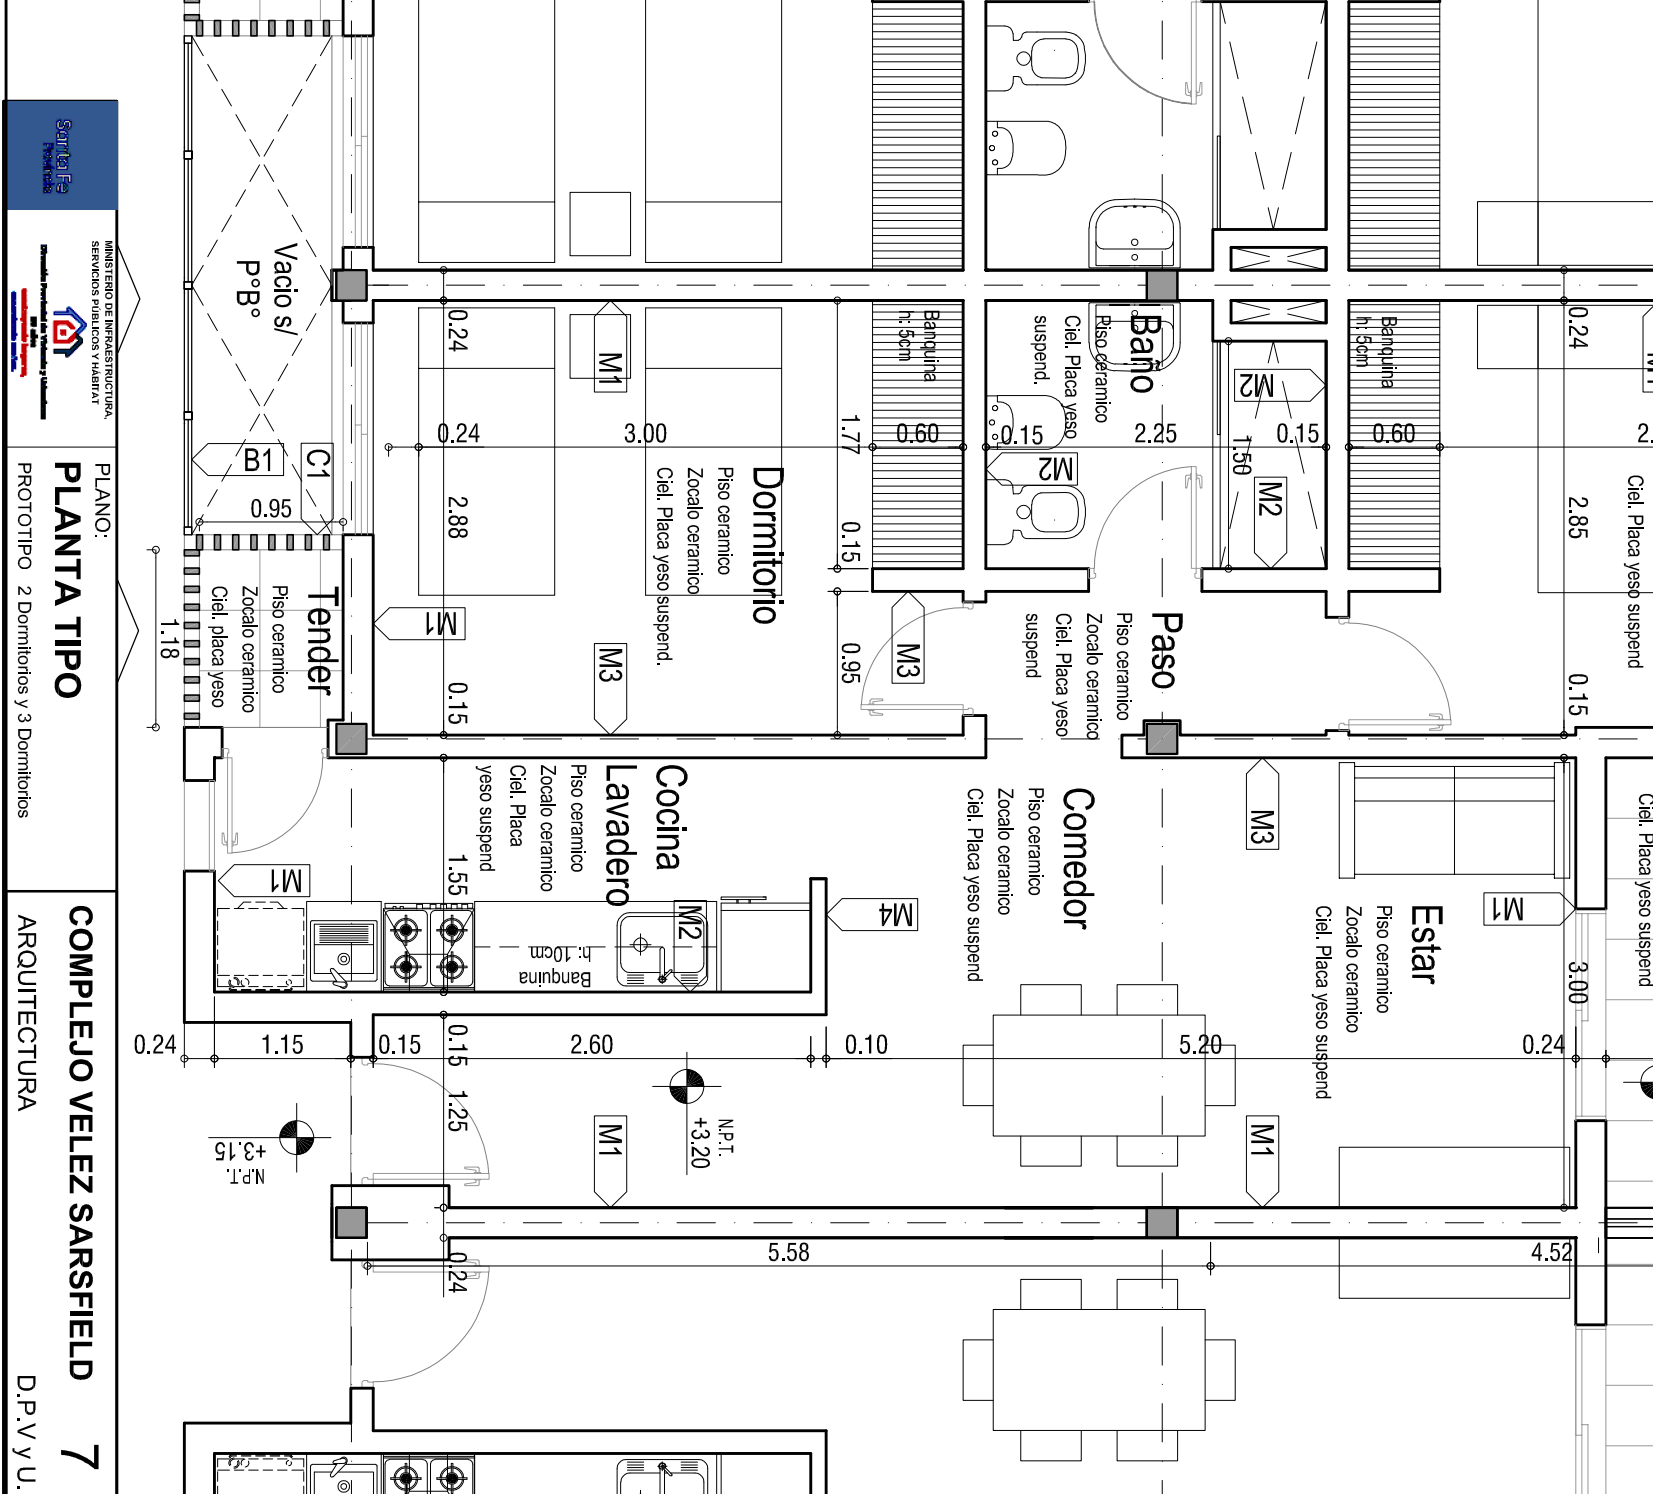 Santa Fe
Provincia
MINISTERIO DE INFRAESTRUCTURA,
SERVICIOS PÚBLICOS Y HÁBITAT
PLANO:
PLANTA TIPO
PROTOTIPO 2 Dormitorios y 3 Dormitorios
COMPLEJO VELEZ SARSFIELD
7
ARQUITECTURA
D.P.V y U.
Vacio s/
P°B°
B1
C1
0.95
1.18
Tender
Piso ceramico
Zocalo ceramico
Ciel. placa yeso
0.24
M1
0.24
3.00
1.77
0.60
0.15
2.25
0.15
0.60
2.
2.88
0.15
0.15
0.95
Dormitorio
Piso ceramico
Zocalo ceramico
Ciel. Placa yeso suspend.
M1
M3
M3
Banquina
h: 5cm
Baño
Piso ceramico
Ciel. Placa yeso
suspend.
M2
M2
M2
1.50
Banquina
h: 5cm
0.24
2.85
0.15
Ciel. Placa yeso suspend
Paso
Piso ceramico
Zocalo ceramico
Ciel. Placa yeso
suspend
Cocina
Lavadero
Piso ceramico
Zocalo ceramico
Ciel. Placa
yeso suspend
1.55
M1
M2
Banquina
h: 10cm
M4
Comedor
Piso ceramico
Zocalo ceramico
Ciel. Placa yeso suspend
M3
Estar
Piso ceramico
Zocalo ceramico
Ciel. Placa yeso suspend
M1
3.00
Ciel. Placa yeso suspend
0.24
1.15
0.15
0.15
2.60
0.10
5.20
0.24
1.25
N.P.T.
+3.15
N.P.T.
+3.20
M1
M1
5.58
4.52
0.24